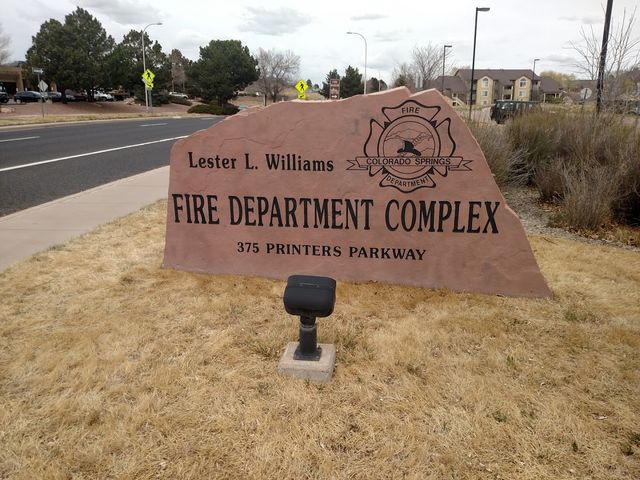 FIRE
COLORADO SPRINGS
DEPARTMENT
Lester L. Williams
FIRE DEPARTMENT COMPLEX
375 PRINTERS PARKWAY